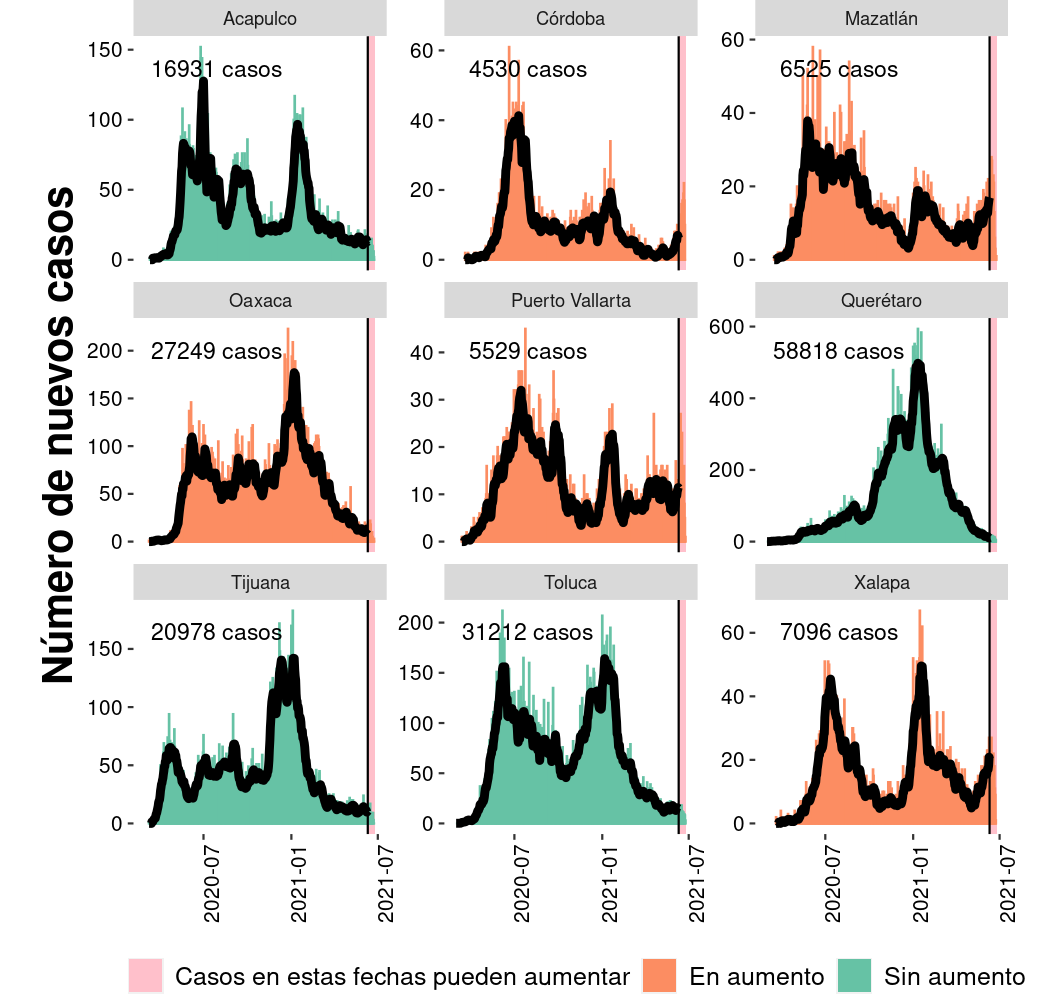 Número de nuevos casos
Acapulco
Córdoba
Mazatlán
150
100
50
0
16931 casos
60
40
20
0
4530 casos
60
40
20
0
6525 casos
Oaxaca
Puerto Vallarta
Querétaro
200
150
100
50
0
27249 casos
40
30
20
10
0
5529 casos
600
400
200
0
58818 casos
Tijuana
Toluca
Xalapa
150
100
50
0
20978 casos
200
150
100
50
0
31212 casos
60
40
20
0
7096 casos
2020-07
2021-01
2021-07
2020-07
2021-01
2021-07
2020-07
2021-01
2021-07
Casos en estas fechas pueden aumentar
En aumento
Sin aumento